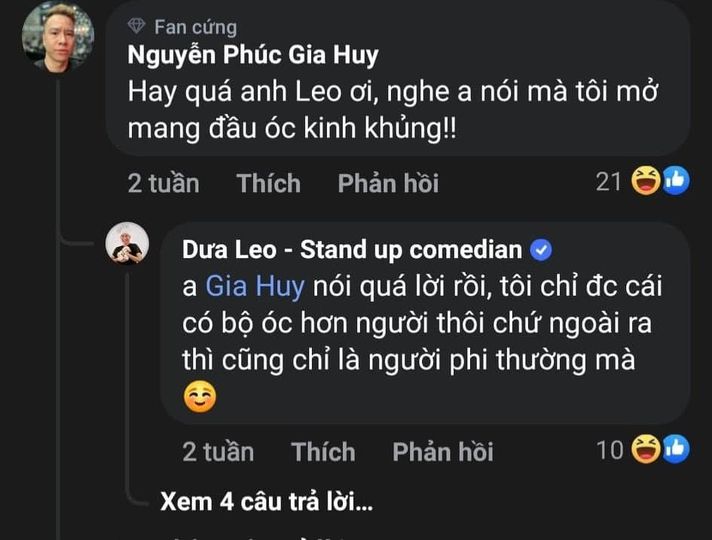 Fan cứng
Nguyễn Phúc Gia Huy
Hay quá anh Leo ơi, nghe a nói mà tôi mở
mang đầu óc kinh khủng!!
2 tuần Thích Phản hồi 21
Dưa Leo - Stand up comedian
a Gia Huy nói quá lời rồi, tôi chỉ đc cái
có bộ óc hơn người thôi chứ ngoài ra
thì cũng chỉ là người phi thường mà
☺️
2 tuần Thích Phản hồi 10
Xem 4 câu trả lời...